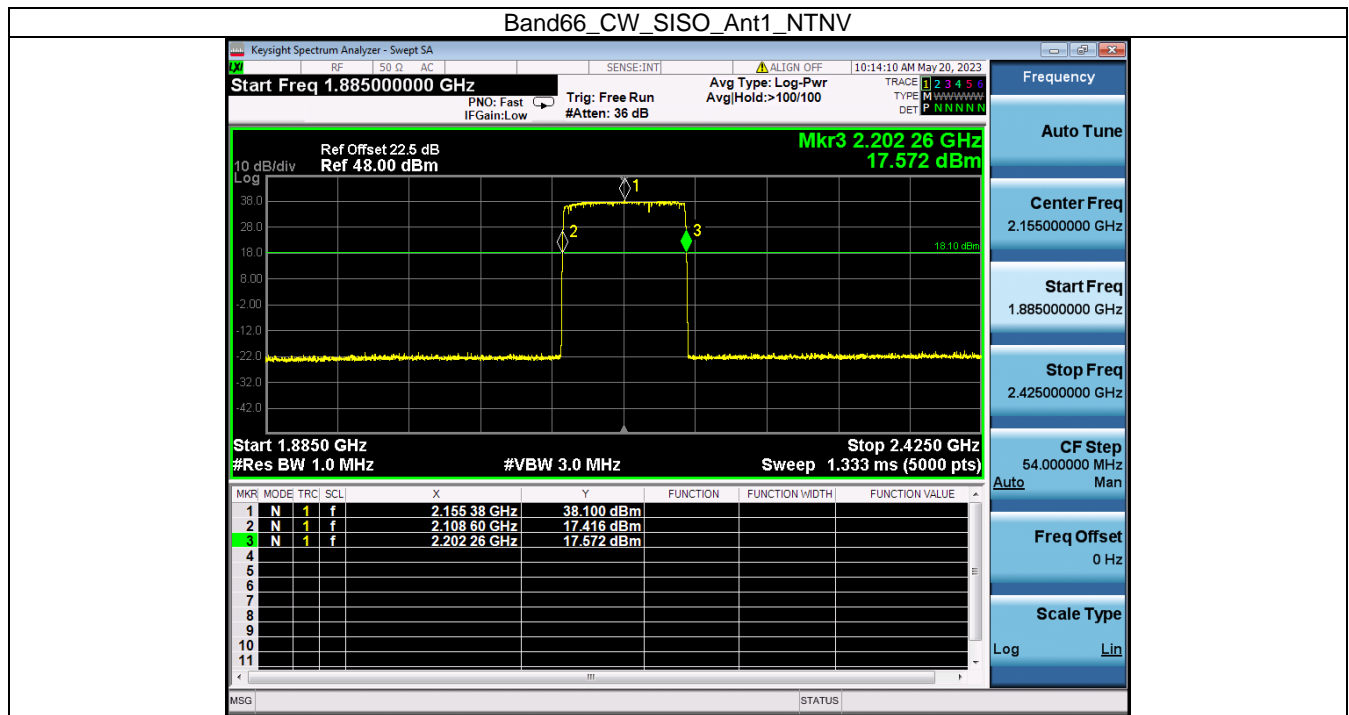 Band66_CW_SISO_Ant1_NTNV
Keysight Spectrum Analyzer - Swept SA
LXI RF 50 Ω AC SENSE:INT ALIGN OFF 10:14:10 AM May 20, 2023
Start Freq 1.885000000 GHz
PNO: Fast
IFGain:Low
Trig: Free Run
#Atten: 36 dB
Avg Type: Log-Pwr
Avg|Hold:>100/100
TRACE 1 2 3 4 5 6
TYPE M WWWWW
DET P N N N N N
Mkr3 2.202 26 GHz
17.572 dBm
Ref Offset 22.5 dB
10 dB/div Ref 48.00 dBm
Log
38.0
28.0
18.0
8.00
-2.00
-12.0
-22.0
-32.0
-42.0
1
2
3
18.10 dBm
Start 1.8850 GHz Stop 2.4250 GHz
#Res BW 1.0 MHz #VBW 3.0 MHz Sweep 1.333 ms (5000 pts)
MKR MODE TRC SCL X Y FUNCTION FUNCTION WIDTH FUNCTION VALUE
1 N 1 f 2.155 38 GHz 38.100 dBm
2 N 1 f 2.108 60 GHz 17.416 dBm
3 N 1 f 2.202 26 GHz 17.572 dBm
4
5
6
7
8
9
10
11
MSG STATUS
Frequency
Auto Tune
Center Freq
2.155000000 GHz
Start Freq
1.885000000 GHz
Stop Freq
2.425000000 GHz
CF Step
54.000000 MHz
Auto Man
Freq Offset
0 Hz
Scale Type
Log Lin